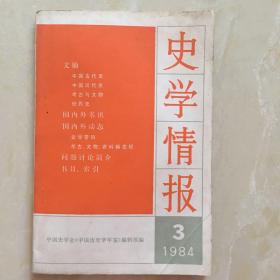 史学情报
文摘
中国古代史
中国近代史
考古与文物
世界史
国内外书讯
国内外动态
会议等的
考古、文物、资料新发现
问题讨论简介
书目、索引
3
1984
中国史学会《中国历史学年鉴》编辑部编